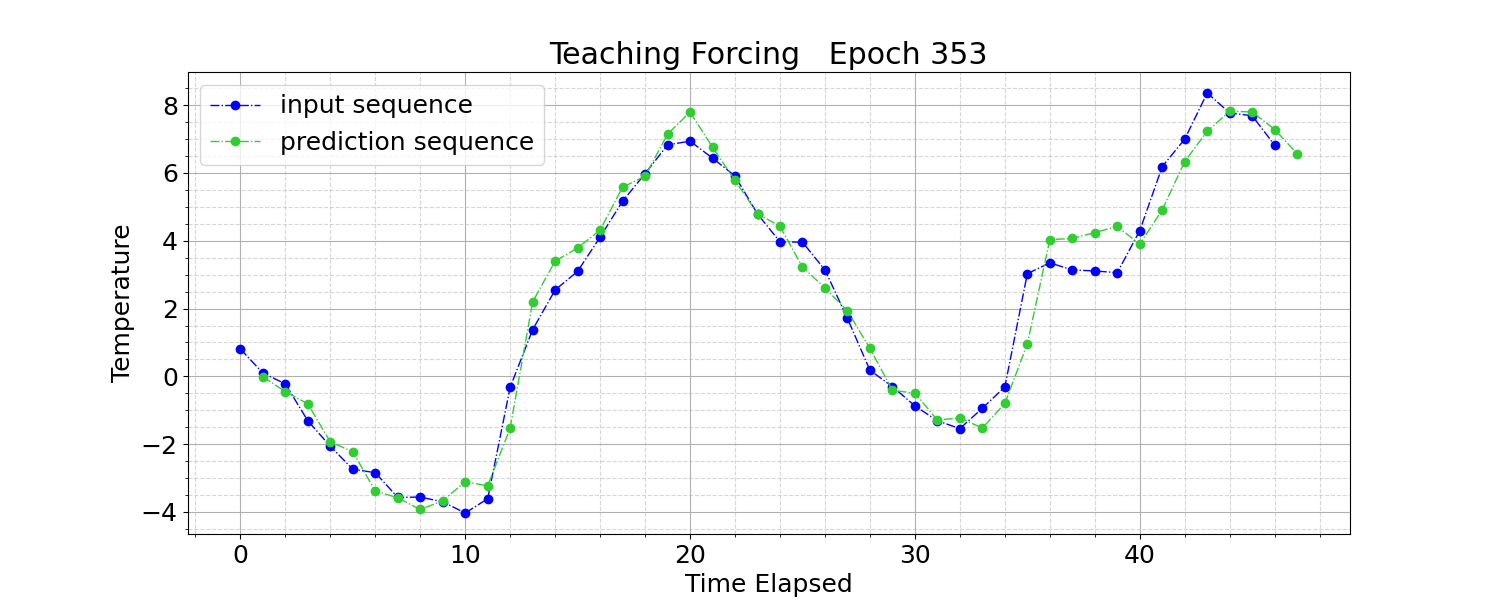 Teaching Forcing   Epoch 353
input sequence
prediction sequence
8
6
4
2
0
−2
−4
Temperature
0 10 20 30 40
Time Elapsed